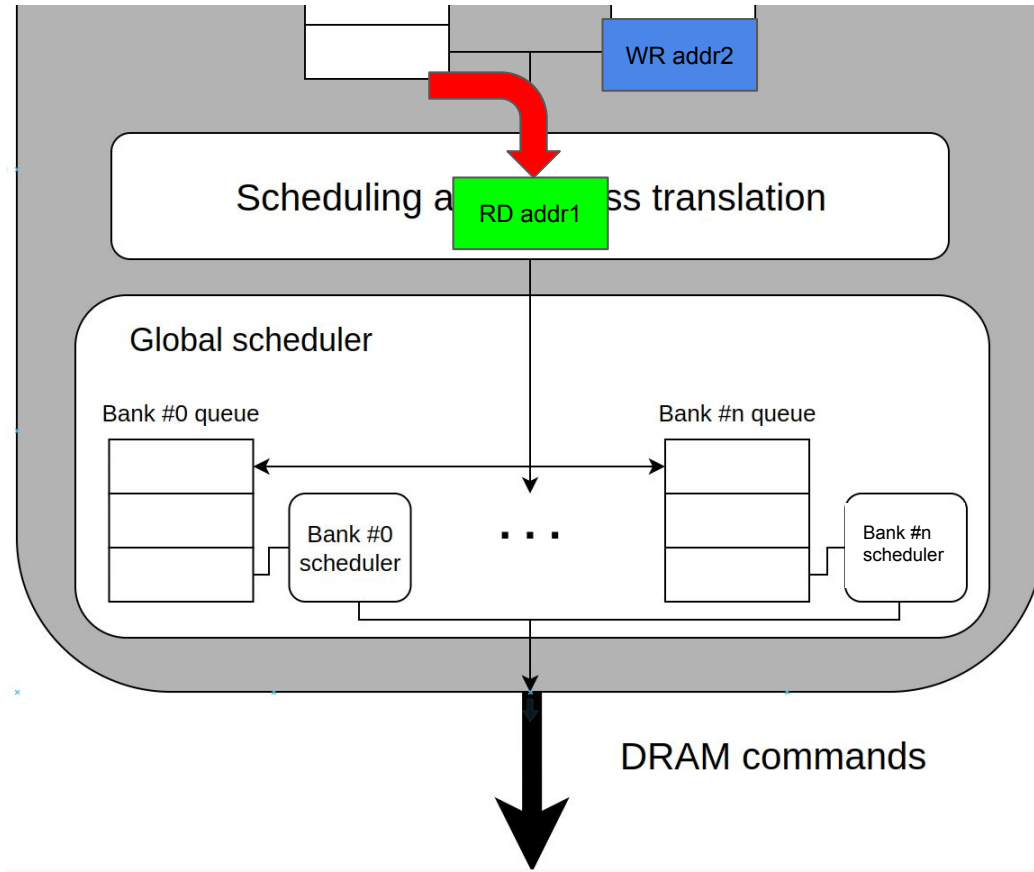 WR addr2
Scheduling a ss translation
RD addr1
Global scheduler
Bank #0 queue
Bank #n queue
Bank #0
scheduler
. . .
Bank #n
scheduler
DRAM commands